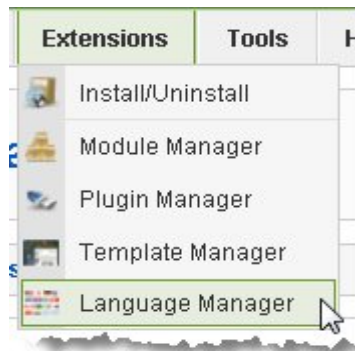 Extensions Tools
Install/Uninstall
Module Manager
Plugin Manager
Template Manager
Language Manager